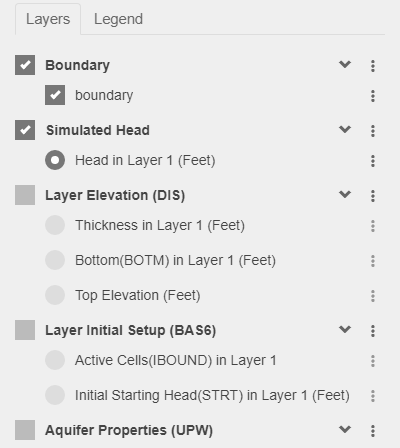 Layers Legend
Boundary
boundary
Simulated Head
Head in Layer 1 (Feet)
Layer Elevation (DIS)
Thickness in Layer 1 (Feet)
Bottom(BOTM) in Layer 1 (Feet)
Top Elevation (Feet)
Layer Initial Setup (BAS6)
Active Cells(IBOUND) in Layer 1
Initial Starting Head(STRT) in Layer 1 (Feet)
Aquifer Properties (UPW)